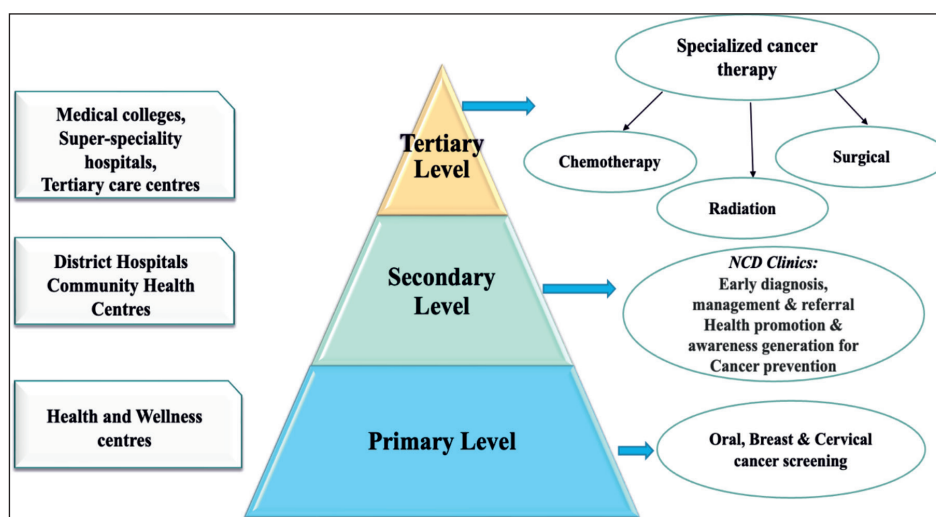 Medical colleges,
Super-speciality
hospitals,
Tertiary care centres
Tertiary
Level
Specialized cancer
therapy
Chemotherapy
Radiation
Surgical
District Hospitals
Community Health
Centres
Secondary
Level
NCD Clinics:
Early diagnosis,
management & referral
Health promotion &
awareness generation for
Cancer prevention
Health and Wellness
centres
Primary Level
Oral, Breast & Cervical
cancer screening